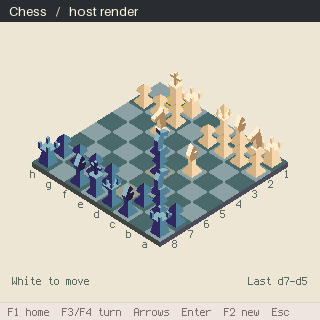 Chess / host render
h
g
f
e
d
c
b
a
1
2
3
4
5
6
7
8
White to move
Last d7-d5
F1 home F3/F4 turn Arrows Enter F2 new Esc